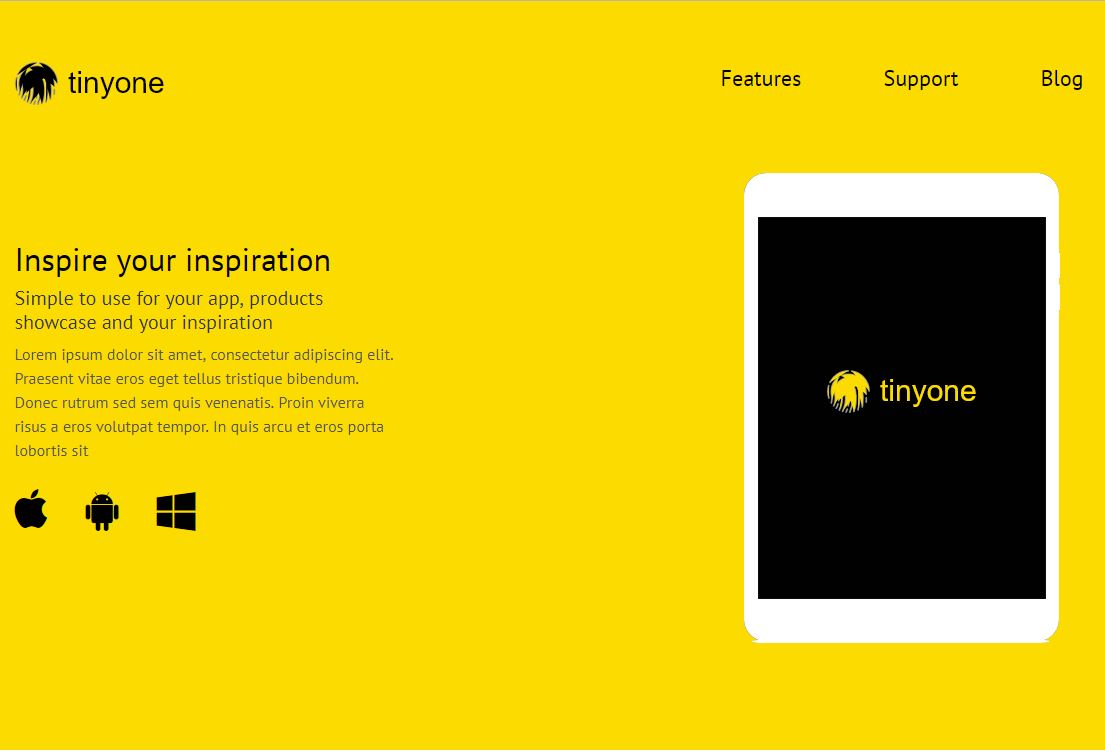 tinyone
Features
Support
Blog
Inspire your inspiration
Simple to use for your app, products
showcase and your inspiration
Lorem ipsum dolor sit amet, consectetur adipiscing elit.
Praesent vitae eros eget tellus tristique bibendum.
Donec rutrum sed sem quis venenatis. Proin viverra
risus a eros volutpat tempor. In quis arcu et eros porta
lobortis sit
tinyone